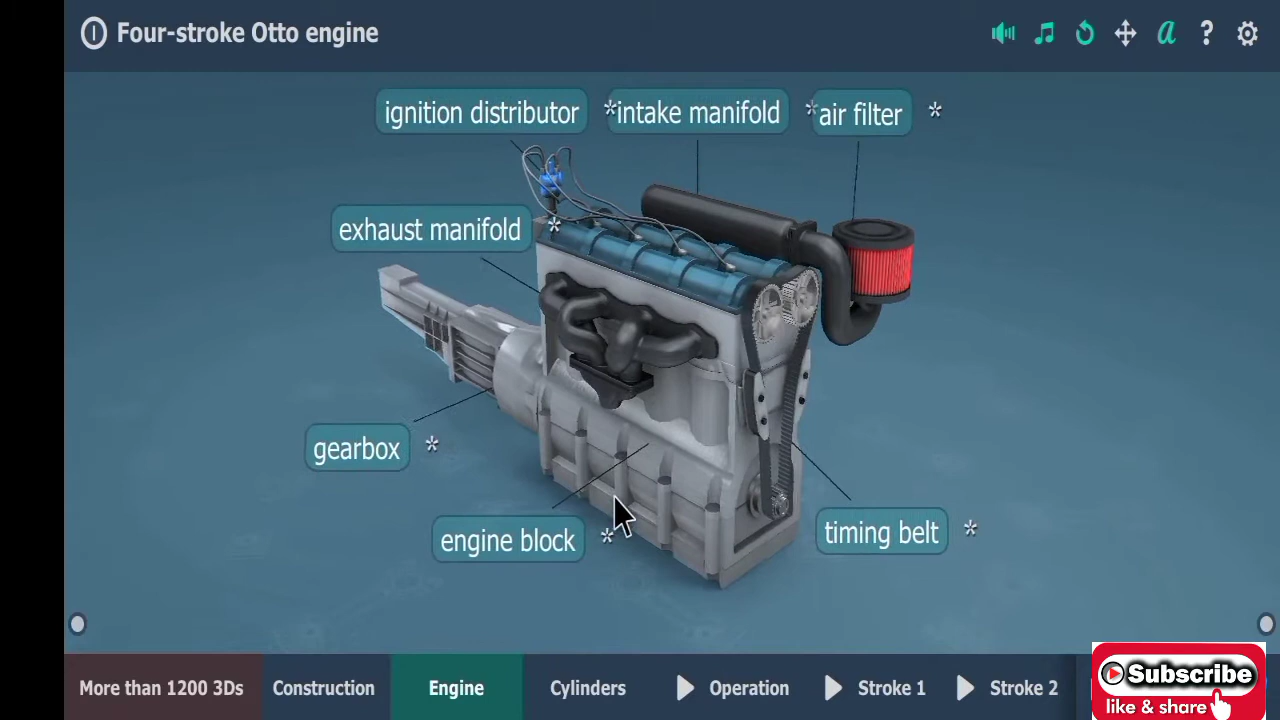 Four-stroke Otto engine
a ?
ignition distributor * intake manifold * air filter *
exhaust manifold *
gearbox *
engine block *
timing belt *
More than 1200 3Ds Construction Engine Cylinders Operation Stroke 1 Stroke 2
Subscribe
like & share